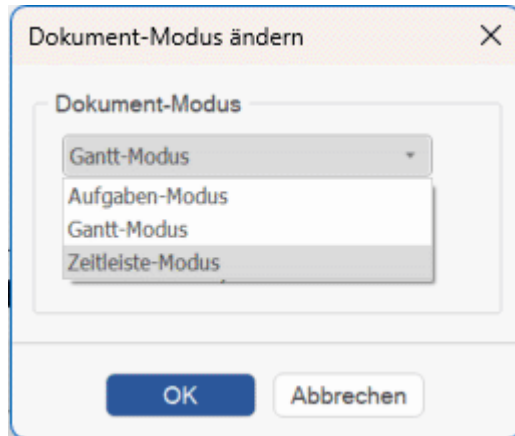 Dokument-Modus ändern
Dokument-Modus
Gantt-Modus
Aufgaben-Modus
Gantt-Modus
Zeitleiste-Modus
OK
Abbrechen